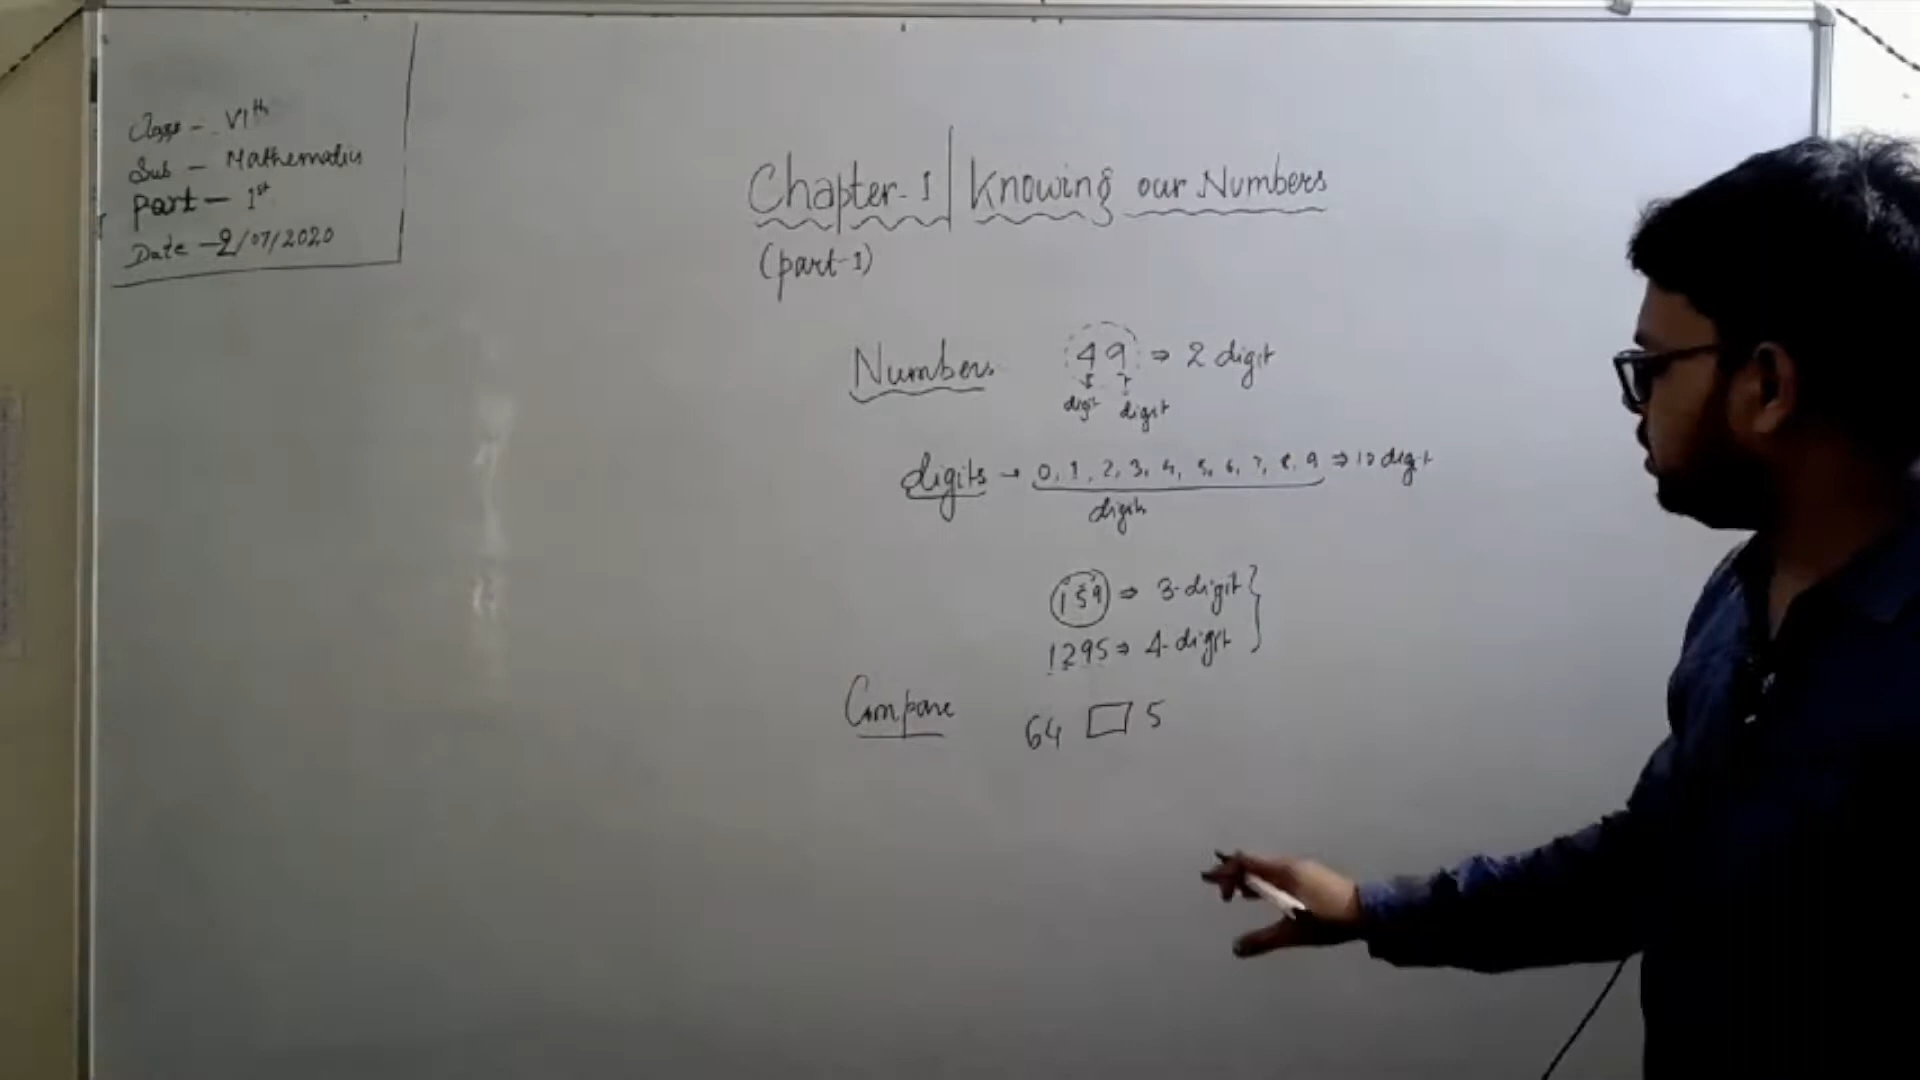 Class - VIth
Sub - Mathematics
Part - 1st
Date - 2/07/2020
Chapter-1 | Knowing our Numbers
(part-1)
Numbers 49 ⇒ 2 digit
digit digit
digits → 0, 1, 2, 3, 4, 5, 6, 7, 8, 9 ⇒ 10 digit
digits
159 ⇒ 3-digit }
1295 ⇒ 4-digit
Compare 64 □ 5